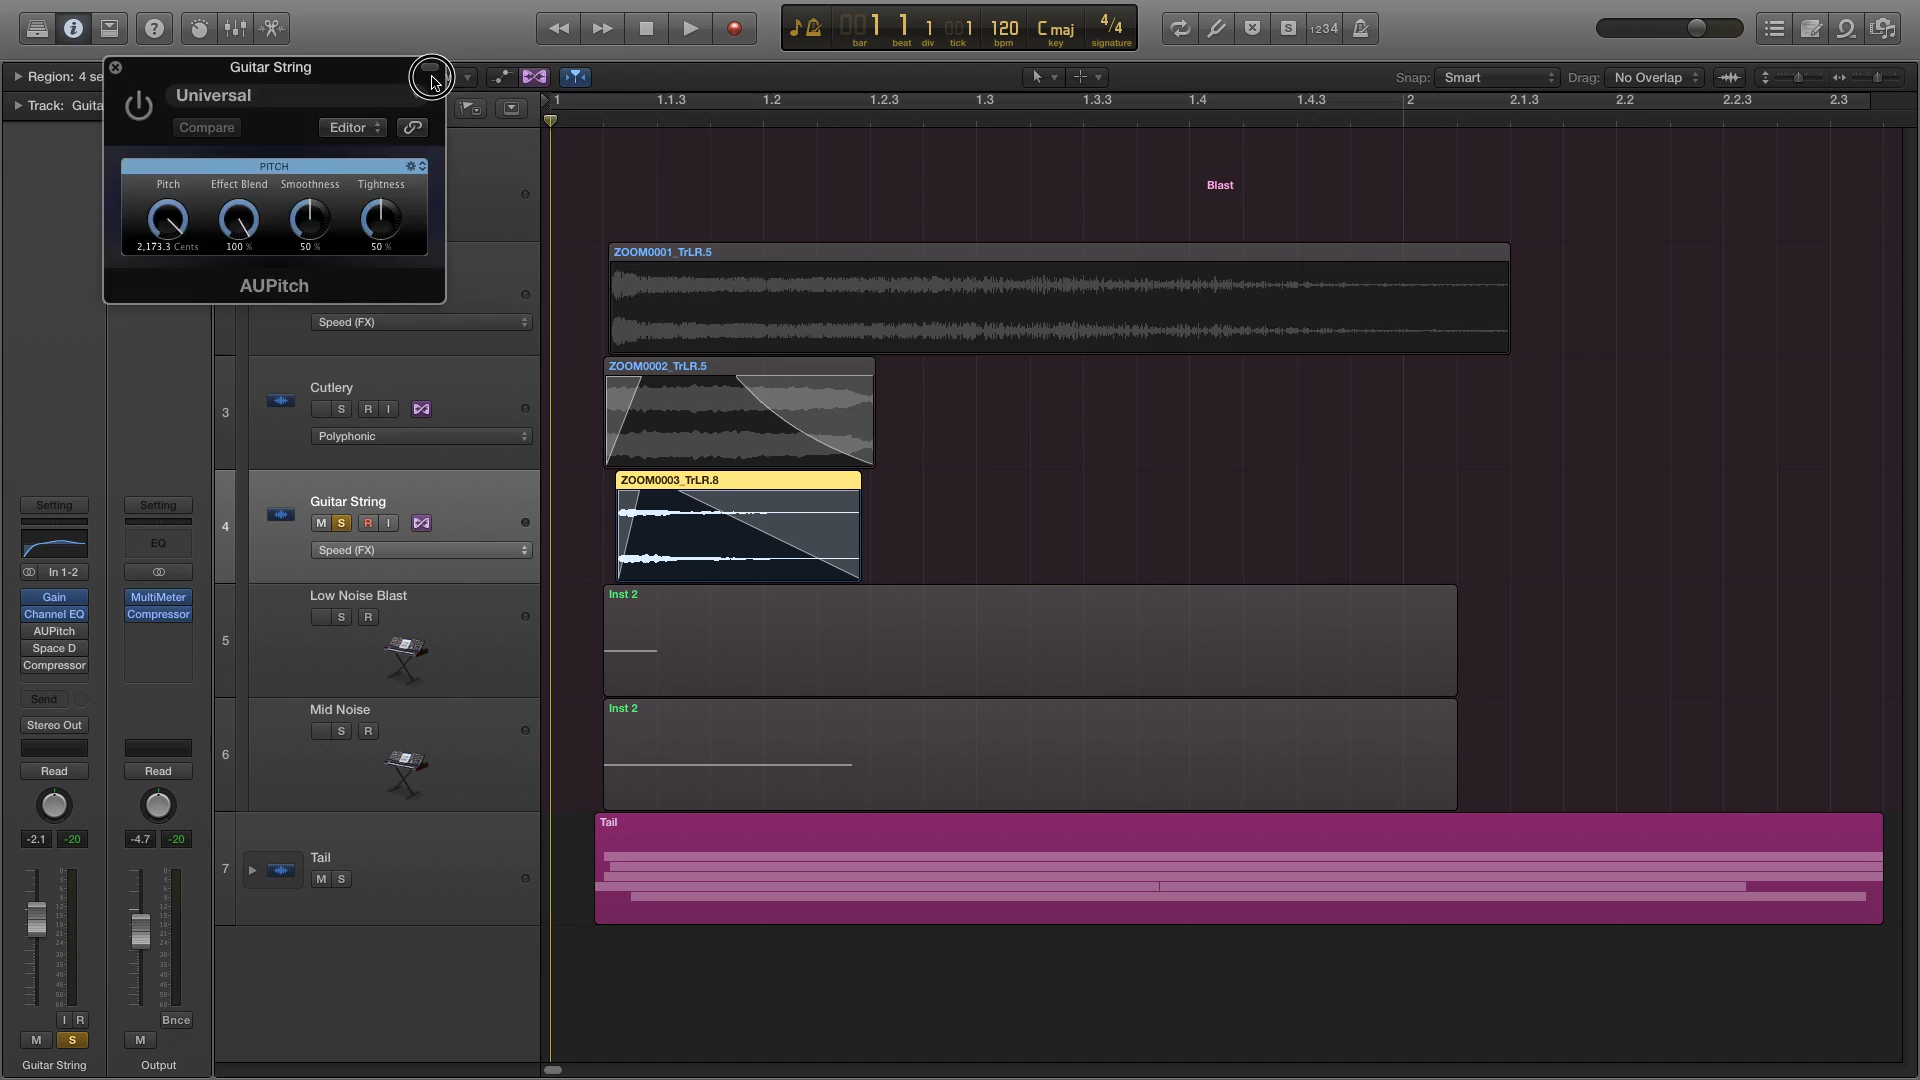 1 1 1 001 120 C maj 4/4
bar beat div tick bpm key signature
1234
Region: 4 se
Track: Guita
Guitar String
Universal
Compare
Editor
PITCH
Pitch Effect Blend Smoothness Tightness
2,173.3 Cents 100 % 50 % 50 %
AUPitch
Snap: Smart
Drag: No Overlap
1 1.1.3 1.2 1.2.3 1.3 1.3.3 1.4 1.4.3 2 2.1.3 2.2 2.2.3 2.3
Blast
ZOOM0001_TrLR.5
Speed (FX)
ZOOM0002_TrLR.5
3
Cutlery
S R I
Polyphonic
ZOOM0003_TrLR.8
4
Guitar String
M S R I
Speed (FX)
5
Low Noise Blast
S R
Inst 2
6
Mid Noise
S R
Inst 2
7
Tail
M S
Tail
Setting Setting
EQ
In 1-2
Gain MultiMeter
Channel EQ Compressor
AUPitch
Space D
Compressor
Send
Stereo Out
Read Read
-2.1 -20 -4.7 -20
I R Bnce
M S M
Guitar String Output